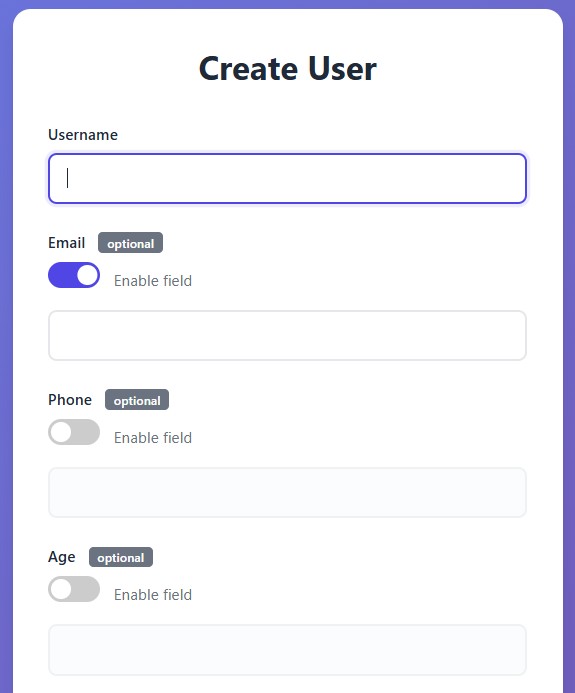 Create User
Username
Email optional
Enable field
Phone optional
Enable field
Age optional
Enable field